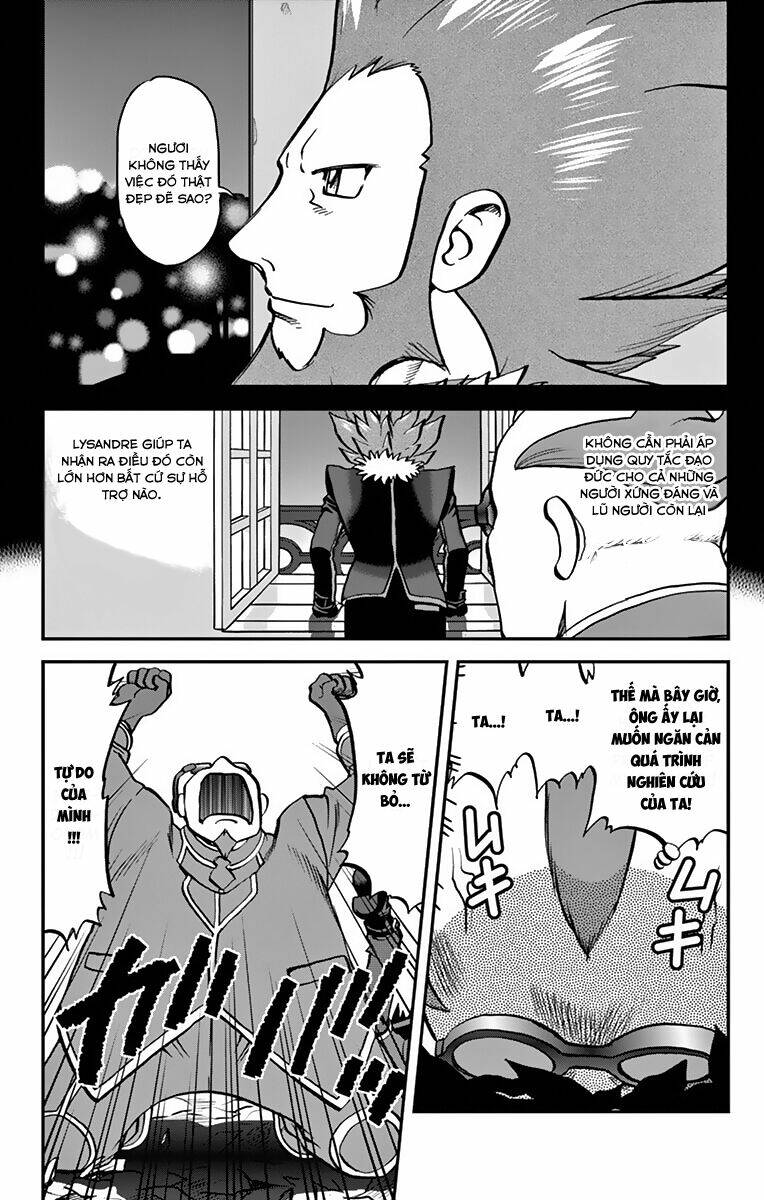 NGƯƠI
KHÔNG THẤY
VIỆC ĐÓ THẬT
ĐẸP ĐẼ SAO?
KHÔNG CẦN PHẢI ÁP
DỤNG QUY TẮC ĐẠO
ĐỨC CHO CẢ NHỮNG
NGƯỜI XỨNG ĐÁNG VÀ
LŨ NGƯỜI CÒN LẠI
LYSANDRE GIÚP TA
NHẬN RA ĐIỀU ĐÓ CÒN
LỚN HƠN BẤT CỨ SỰ HỖ
TRỢ NÀO.
THẾ MÀ BÂY GIỜ,
ÔNG ẤY LẠI
MUỐN NGĂN CẢN
QUÁ TRÌNH
NGHIÊN CỨU
CỦA TA!
TA...!
TA...!
ムキ
ムキ
TA SẼ
KHÔNG TỪ
BỎ...
TỰ DO
CỦA
MÌNH
!!!